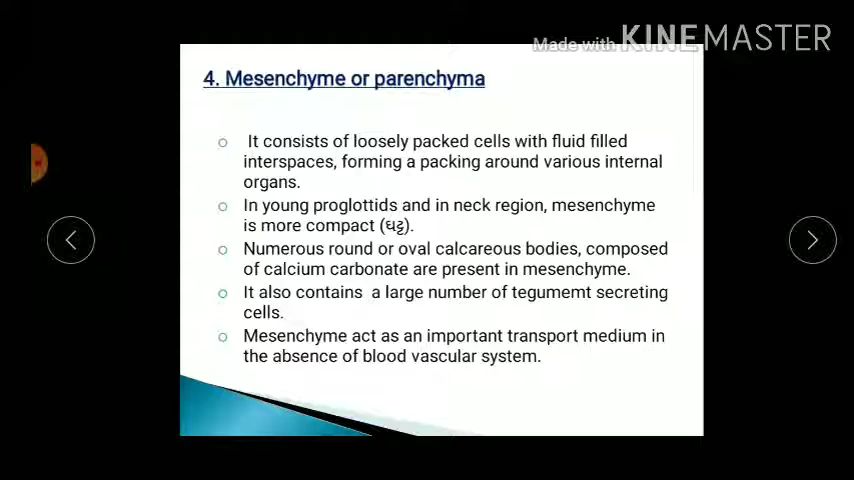 Made with KINEMASTER
4. Mesenchyme or parenchyma
It consists of loosely packed cells with fluid filled
interspaces, forming a packing around various internal
organs.
In young proglottids and in neck region, mesenchyme
is more compact (ઘટ્ટ).
Numerous round or oval calcareous bodies, composed
of calcium carbonate are present in mesenchyme.
It also contains a large number of tegumemt secreting
cells.
Mesenchyme act as an important transport medium in
the absence of blood vascular system.